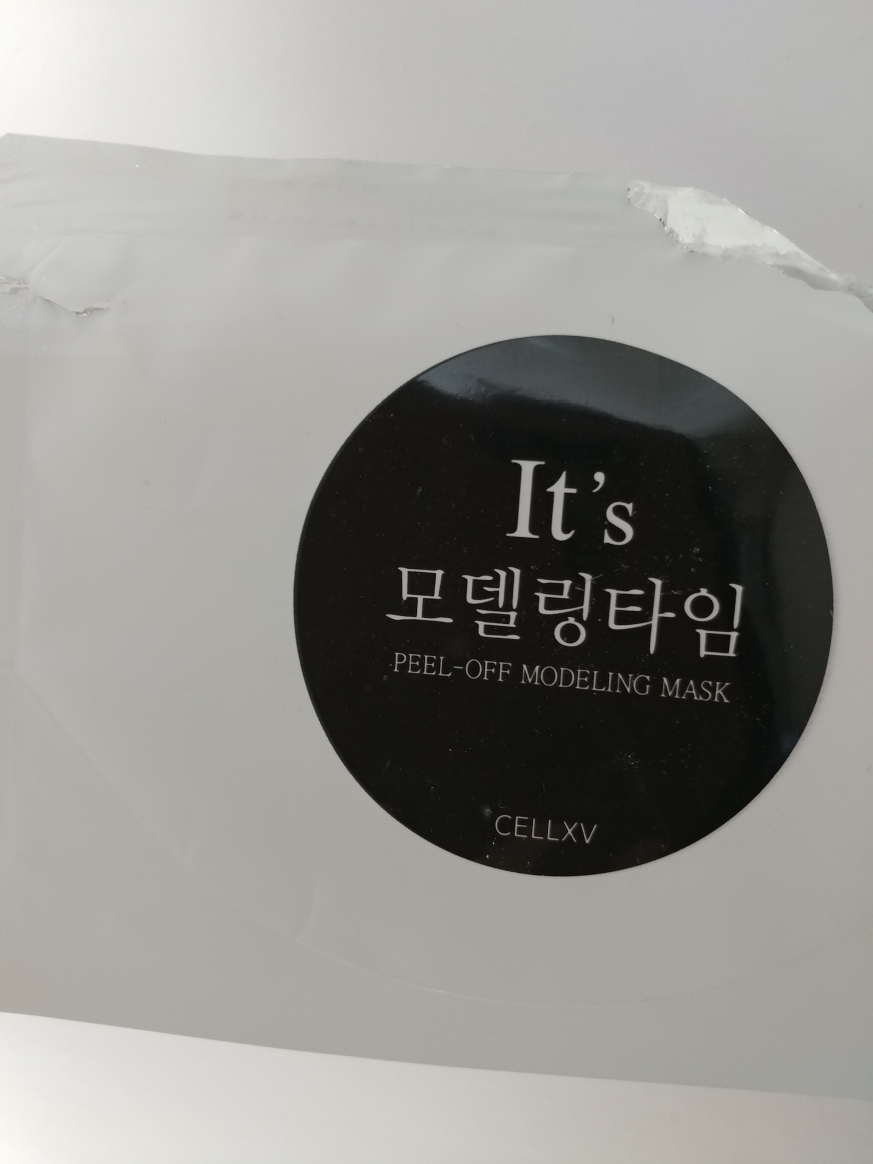 It's
모델링타임
PEEL-OFF MODELING MASK
CELLXV